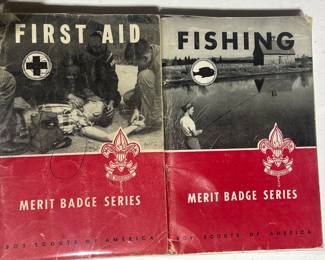 FIRST AID
MERIT BADGE SERIES
BOY SCOUTS OF AMERICA
FISHING
MERIT BADGE SERIES
BOY SCOUTS OF AMERICA